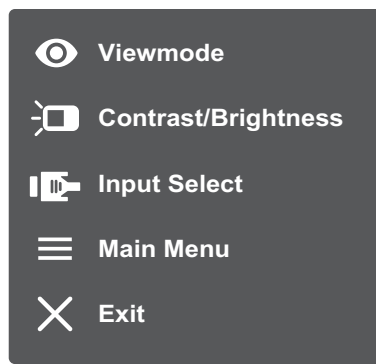 Viewmode
Contrast/Brightness
Input Select
Main Menu
Exit